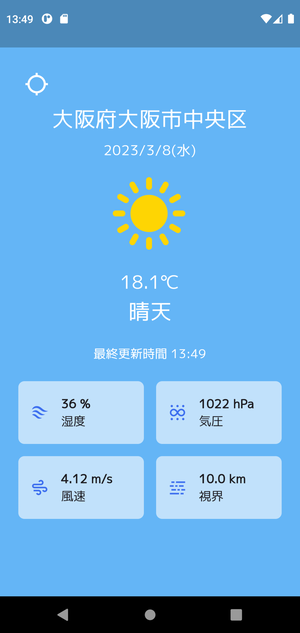 13:49
大阪府大阪市中央区
2023/3/8(水)
18.1℃
晴天
最終更新時間 13:49
36 %
湿度
1022 hPa
気圧
4.12 m/s
風速
10.0 km
視界